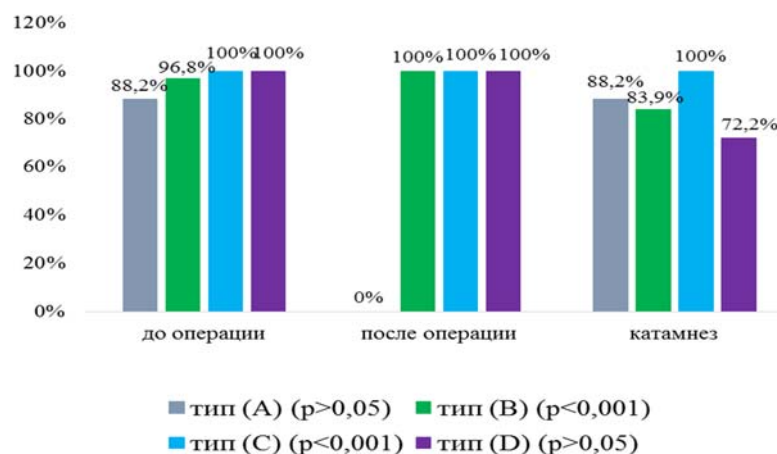 120%
100%
80%
60%
40%
20%
0%
88,2%
96,8%
100%
100%
0%
100%
100%
100%
88,2%
83,9%
100%
72,2%
до операции
после операции
катамнез
тип (A) (p>0,05)
тип (B) (p<0,001)
тип (C) (p<0,001)
тип (D) (p>0,05)